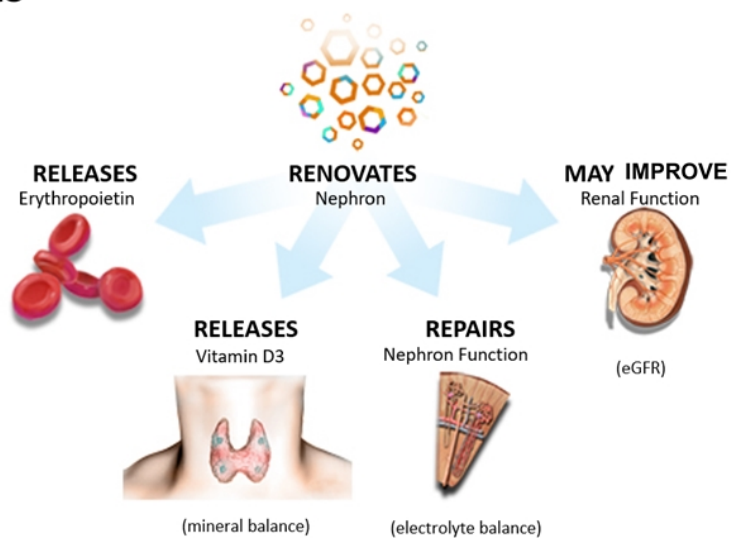 RENOVATES
Nephron
RELEASES
Erythropoietin
MAY IMPROVE
Renal Function
(eGFR)
RELEASES
Vitamin D3
(mineral balance)
REPAIRS
Nephron Function
(electrolyte balance)